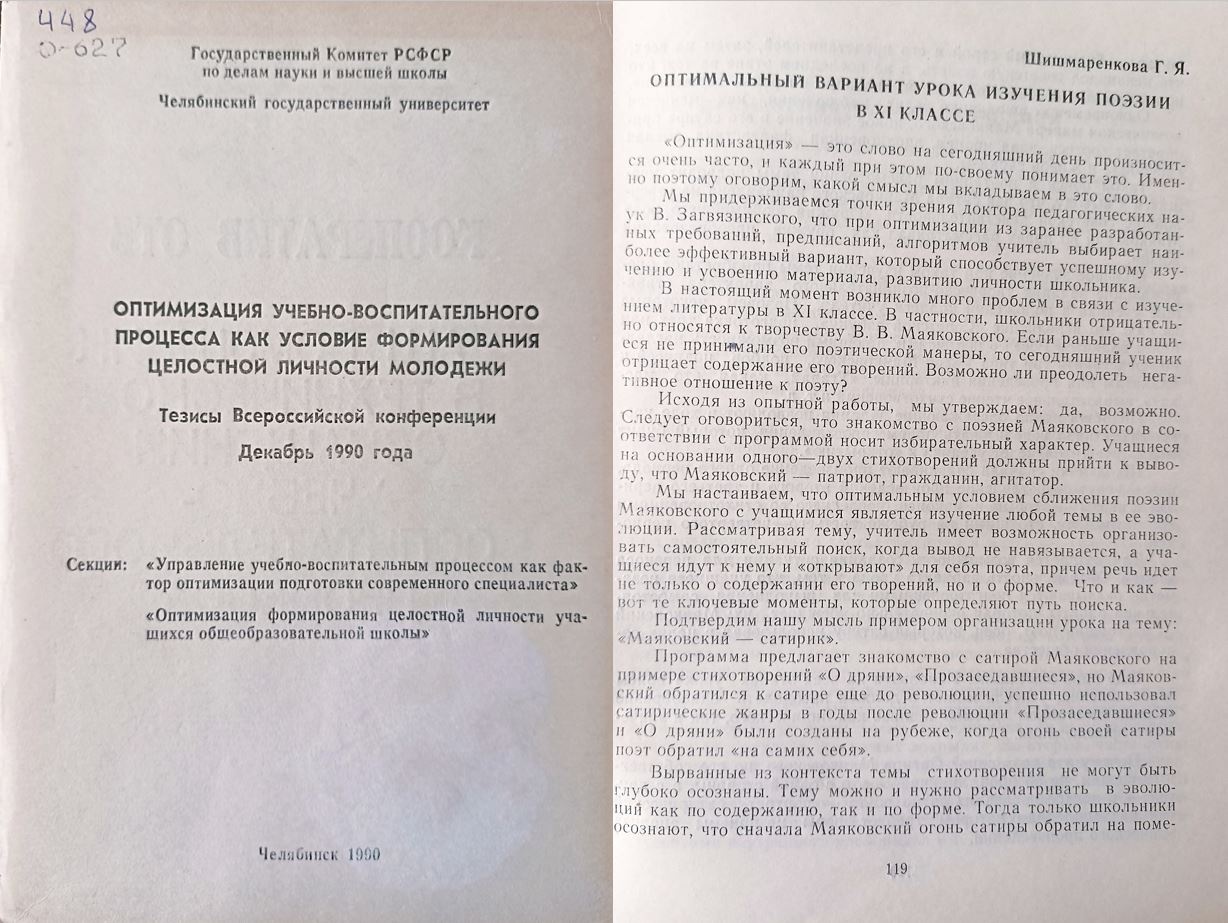 448
О-627
Государственный Комитет РСФСР
по делам науки и высшей школы
Челябинский государственный университет
ОПТИМИЗАЦИЯ УЧЕБНО-ВОСПИТАТЕЛЬНОГО
ПРОЦЕССА КАК УСЛОВИЕ ФОРМИРОВАНИЯ
ЦЕЛОСТНОЙ ЛИЧНОСТИ МОЛОДЕЖИ
Тезисы Всероссийской конференции
Декабрь 1990 года
Секции: «Управление учебно-воспитательным процессом как фак-
тор оптимизации подготовки современного специалиста»
«Оптимизация формирования целостной личности уча-
шихся общеобразовательной школы»
Челябинск 1990
Шишмаренкова Г. Я.
ОПТИМАЛЬНЫЙ ВАРИАНТ УРОКА ИЗУЧЕНИЯ ПОЭЗИИ
В XI КЛАССЕ
«Оптимизация» — это слово на сегодняшний день произносит-
ся очень часто, и каждый при этом по-своему понимает это. Имен-
но поэтому оговорим, какой смысл мы вкладываем в это слово.
Мы придерживаемся точки зрения доктора педагогических на-
ук В. Загвязинского, что при оптимизации из заранее разработан-
ных требований, предписаний, алгоритмов учитель выбирает наи-
более эффективный вариант, который способствует успешному изу-
чению и усвоению материала, развитию личности школьника.
В настоящий момент возникло много проблем в связи с изуче-
нием литературы в XI классе. В частности, школьники отрицатель-
но относятся к творчеству В. В. Маяковского. Если раньше учащи-
еся не принимали его поэтической манеры, то сегодняшний ученик
отрицает содержание его творений. Возможно ли преодолеть нега-
тивное отношение к поэту?
Исходя из опытной работы, мы утверждаем: да, возможно.
Следует оговориться, что знакомство с поэзией Маяковского в со-
ответствии с программой носит избирательный характер. Учащиеся
на основании одного—двух стихотворений должны прийти к выво-
ду, что Маяковский — патриот, гражданин, агитатор.
Мы настаиваем, что оптимальным условием сближения поэзии
Маяковского с учащимися является изучение любой темы в ее эво-
люции. Рассматривая тему, учитель имеет возможность организо-
вать самостоятельный поиск, когда вывод не навязывается, а уча-
щиеся идут к нему и «открывают» для себя поэта, причем речь идет
не только о содержании его творений, но и о форме. Что и как —
вот те ключевые моменты, которые определяют путь поиска.
Подтвердим нашу мысль примером организации урока на тему:
«Маяковский — сатирик».
Программа предлагает знакомство с сатирой Маяковского на
примере стихотворений «О дряни», «Прозаседавшиеся», но Маяков-
ский обратился к сатире еще до революции, успешно использовал
сатирические жанры в годы после революции «Прозаседавшиеся»
и «О дряни» были созданы на рубеже, когда огонь своей сатиры
поэт обратил «на самих себя».
Вырванные из контекста темы стихотворения не могут быть
глубоко осознаны. Тему можно и нужно рассматривать в эволю-
ций как по содержанию, так и по форме. Тогда только школьники
осознают, что сначала Маяковский огонь сатиры обратил на поме-
119